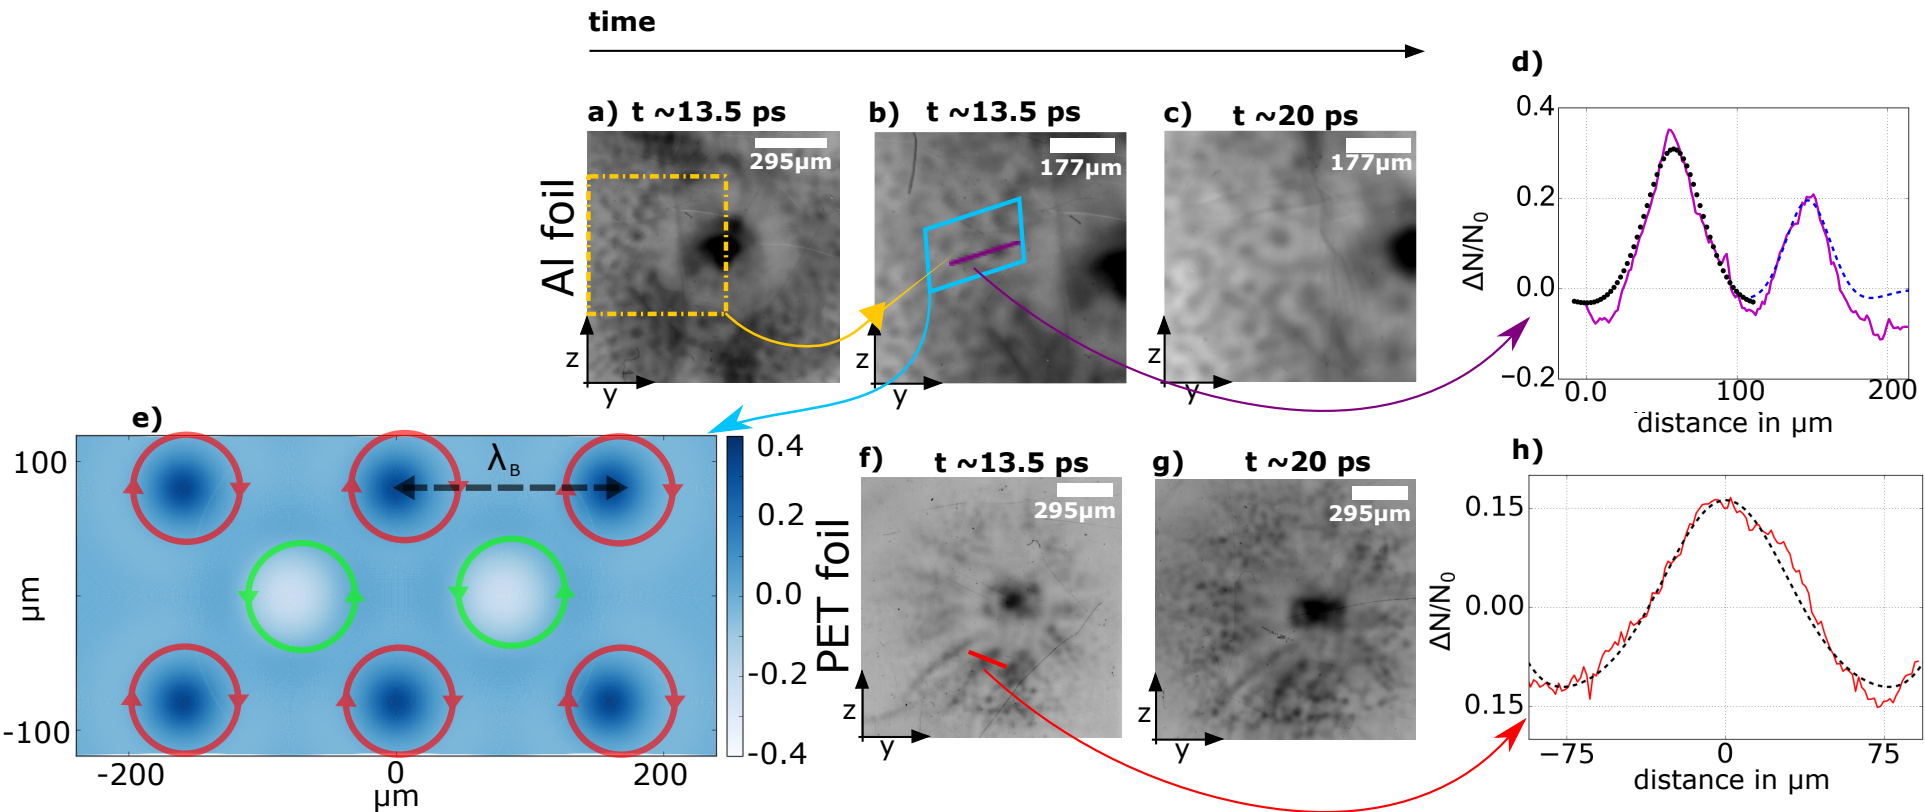 time
a) t ~13.5 ps
b) t ~13.5 ps
c) t ~20 ps
d)
Al foil
295µm
177µm
177µm
z
y
z
y
z
y
ΔN/N0
0.4
0.2
0.0
−0.2
0.0
100
200
distance in µm
e)
λB
100
-100
µm
-200
0
200
µm
0.4
0.2
0.0
-0.2
-0.4
PET foil
f) t ~13.5 ps
g) t ~20 ps
h)
295µm
295µm
z
y
z
y
ΔN/N0
0.15
0.00
0.15
−75
0
75
distance in µm